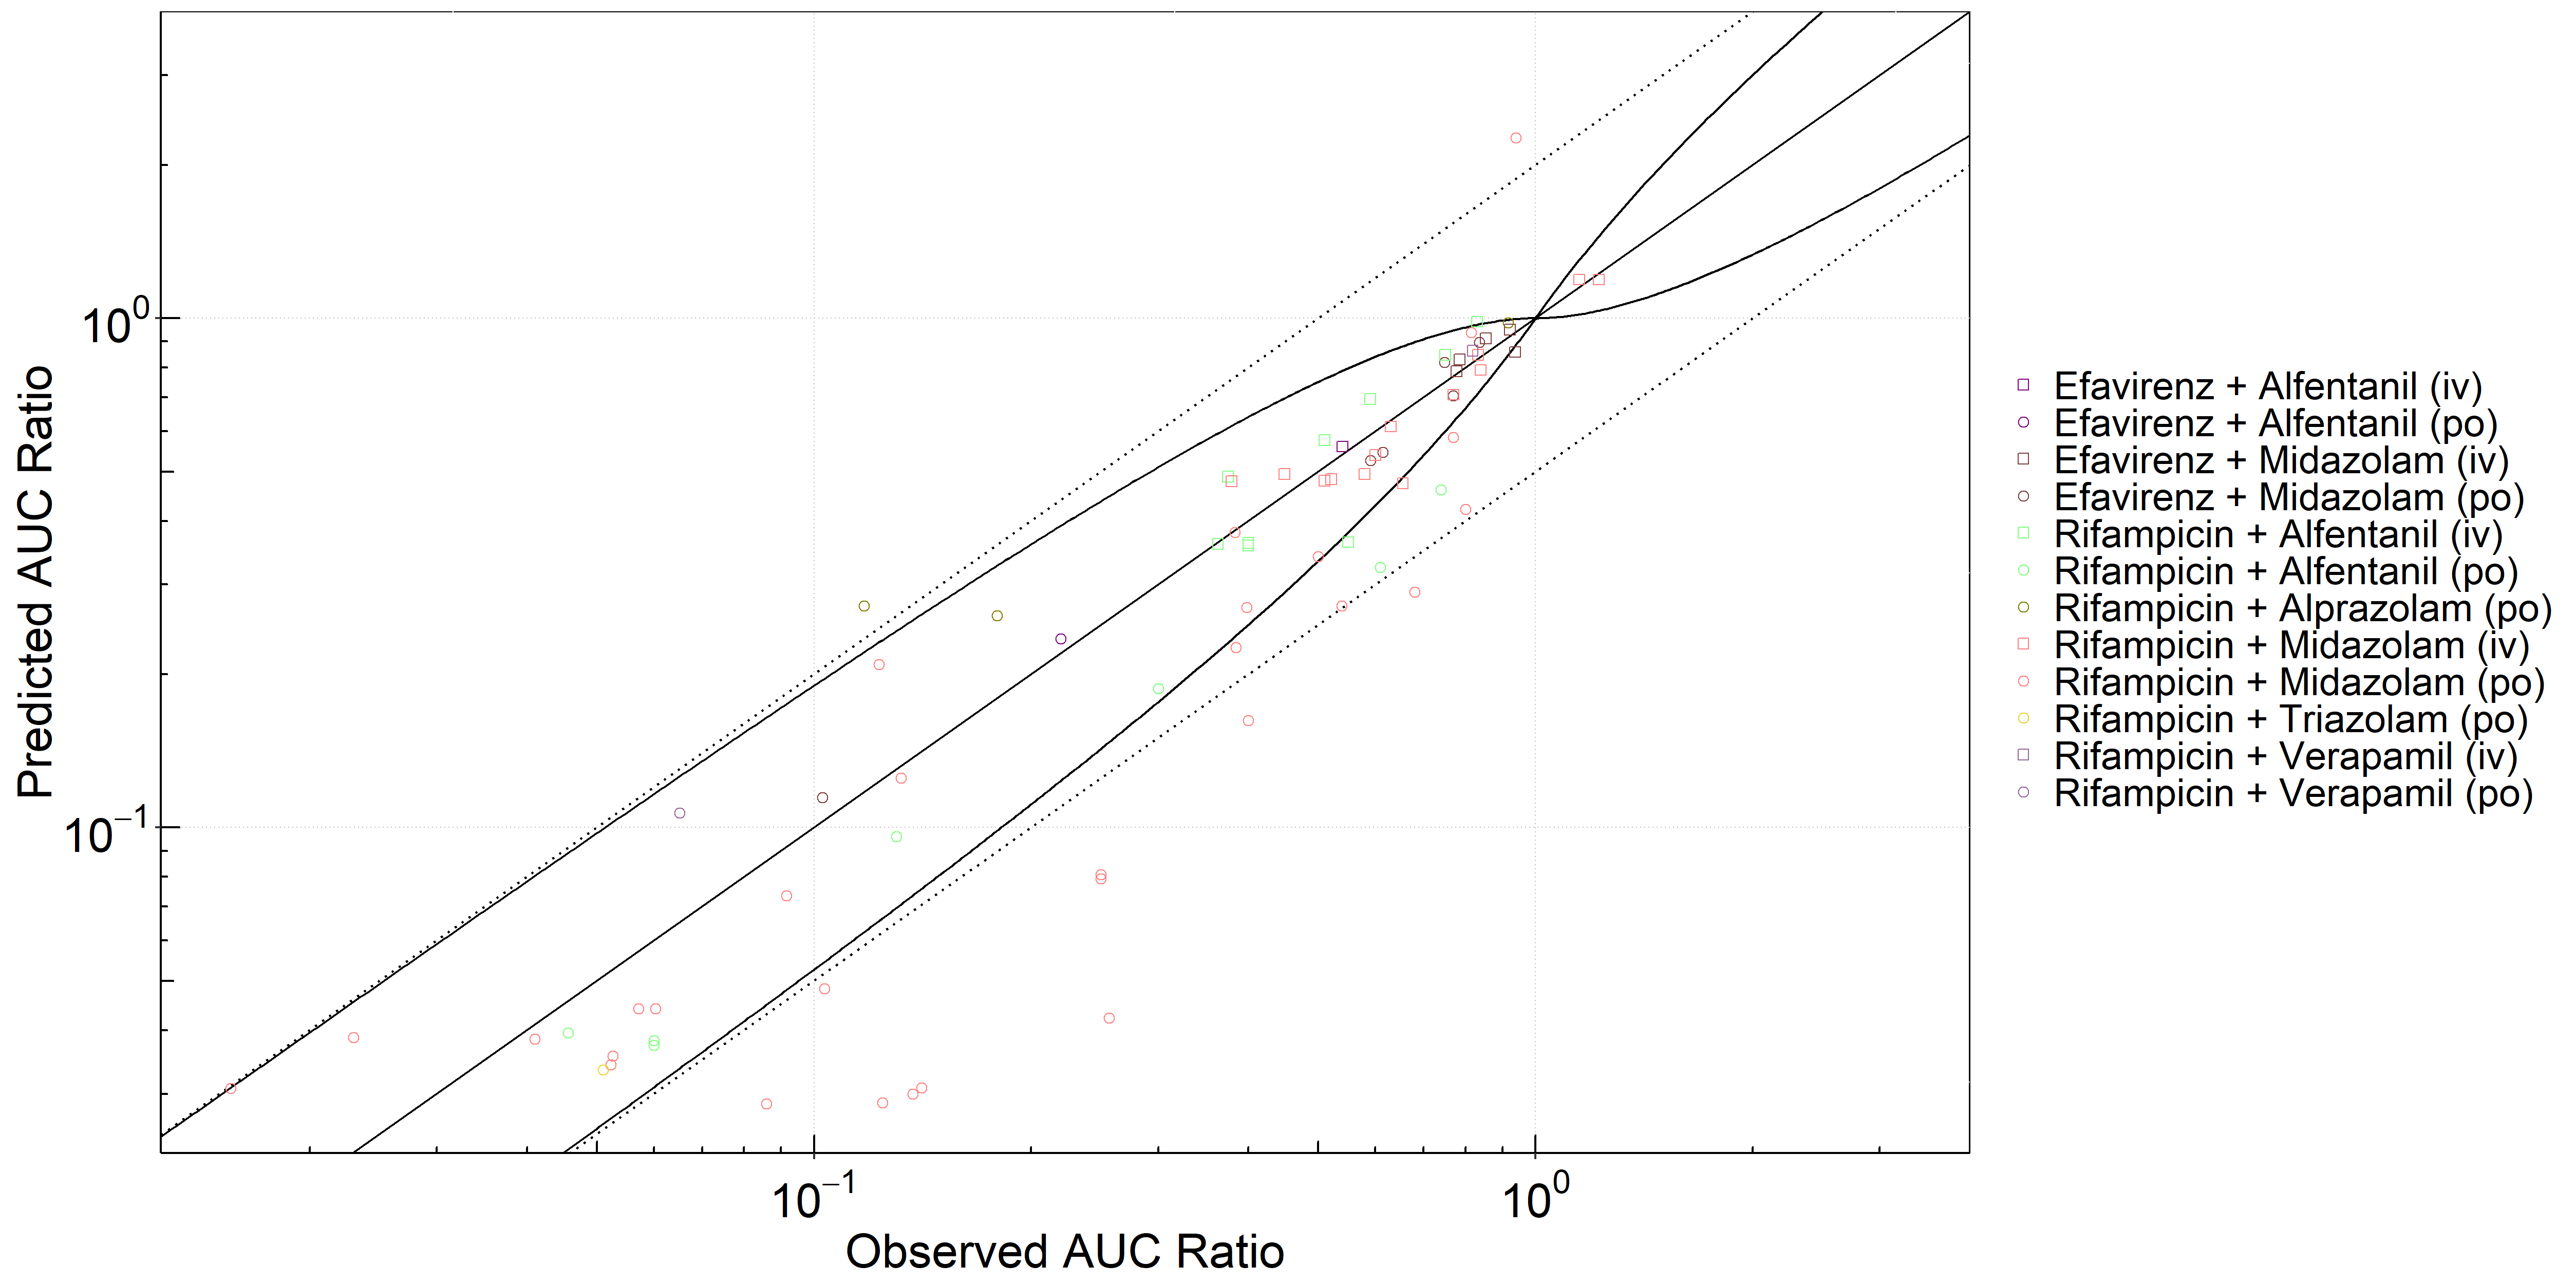 Predicted AUC Ratio
10⁰
10⁻¹
10⁻¹
10⁰
Observed AUC Ratio
Efavirenz + Alfentanil (iv)
Efavirenz + Alfentanil (po)
Efavirenz + Midazolam (iv)
Efavirenz + Midazolam (po)
Rifampicin + Alfentanil (iv)
Rifampicin + Alfentanil (po)
Rifampicin + Alprazolam (po)
Rifampicin + Midazolam (iv)
Rifampicin + Midazolam (po)
Rifampicin + Triazolam (po)
Rifampicin + Verapamil (iv)
Rifampicin + Verapamil (po)